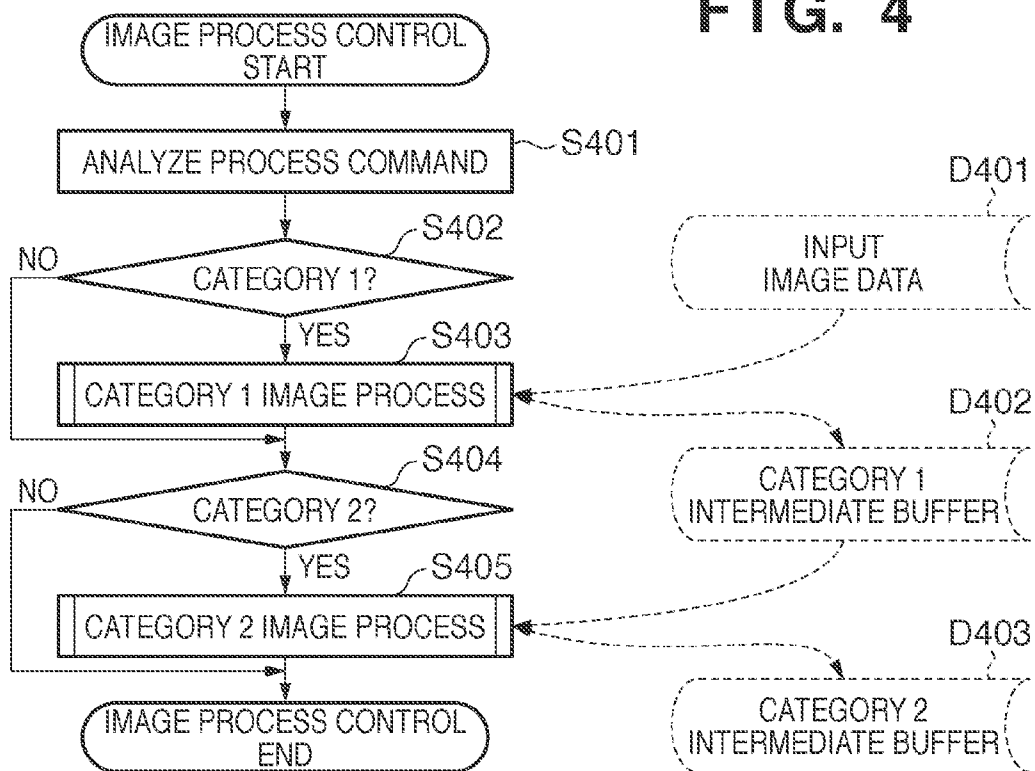 FIG. 4
IMAGE PROCESS CONTROL
START
ANALYZE PROCESS COMMAND
S401
S402
NO
CATEGORY 1?
YES
S403
CATEGORY 1 IMAGE PROCESS
S404
NO
CATEGORY 2?
YES
S405
CATEGORY 2 IMAGE PROCESS
IMAGE PROCESS CONTROL
END
D401
INPUT
IMAGE DATA
D402
CATEGORY 1
INTERMEDIATE BUFFER
D403
CATEGORY 2
INTERMEDIATE BUFFER